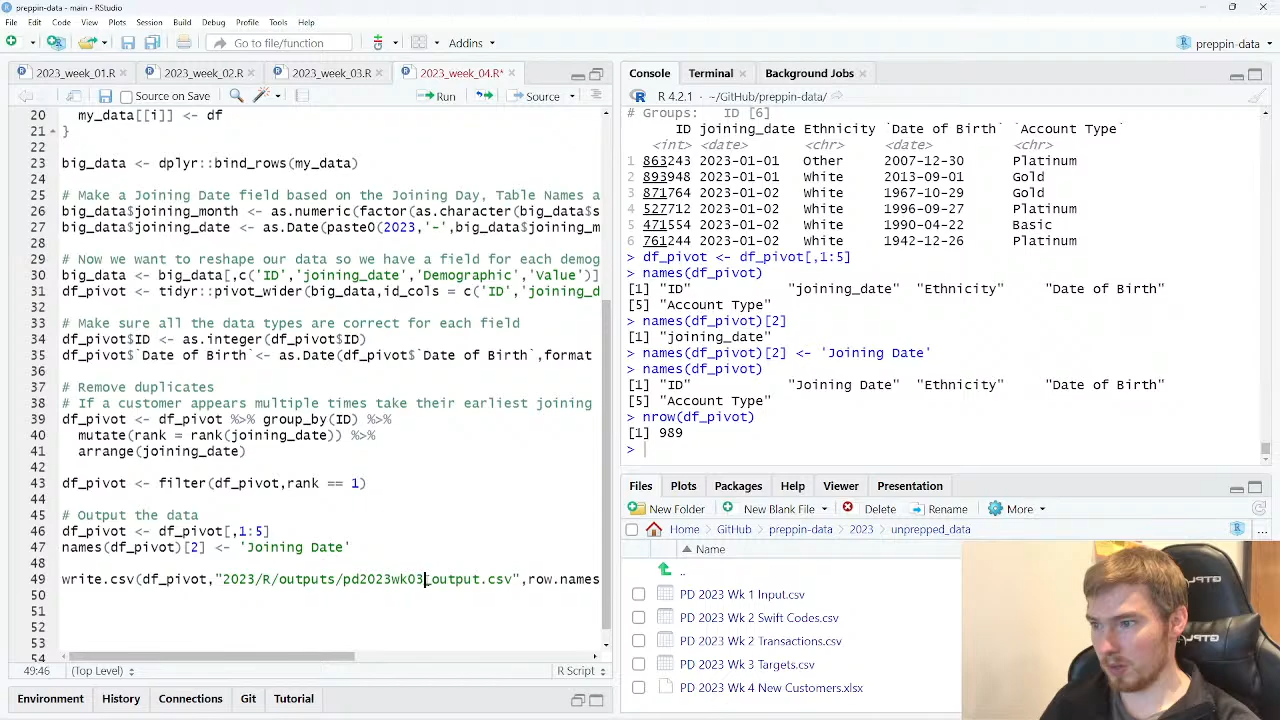 preppin-data - main - RStudio
File Edit Code View Plots Session Build Debug Profile Tools Help
Go to file/function Addins preppin-data
2023_week_01.R 2023_week_02.R 2023_week_03.R 2023_week_04.R*
Source on Save Run Source
20 my_data[[i]] <- df
21 }
22
23 big_data <- dplyr::bind_rows(my_data)
24
25 # Make a Joining Date field based on the Joining Day, Table Names a
26 big_data$joining_month <- as.numeric(factor(as.character(big_data$s
27 big_data$joining_date <- as.Date(paste0(2023,'-',big_data$joining_m
28
29 # Now we want to reshape our data so we have a field for each demog
30 big_data <- big_data[,c('ID','joining_date','Demographic','Value')]
31 df_pivot <- tidyr::pivot_wider(big_data,id_cols = c('ID','joining_d
32
33 # Make sure all the data types are correct for each field
34 df_pivot$ID <- as.integer(df_pivot$ID)
35 df_pivot$`Date of Birth`<- as.Date(df_pivot$`Date of Birth`,format
36
37 # Remove duplicates
38 # If a customer appears multiple times take their earliest joining
39 df_pivot <- df_pivot %>% group_by(ID) %>%
40 mutate(rank = rank(joining_date)) %>%
41 arrange(joining_date)
42
43 df_pivot <- filter(df_pivot,rank == 1)
44
45 # Output the data
46 df_pivot <- df_pivot[,1:5]
47 names(df_pivot)[2] <- 'Joining Date'
48
49 write.csv(df_pivot,"2023/R/outputs/pd2023wk03_output.csv",row.names
50
51
52
53
54
49:46 (Top Level) R Script
Environment History Connections Git Tutorial
Console Terminal Background Jobs
R 4.2.1 · ~/GitHub/preppin-data/
# Groups: ID [6]
ID joining_date Ethnicity `Date of Birth` `Account Type`
<int> <date> <chr> <date> <chr>
1 863243 2023-01-01 Other 2007-12-30 Platinum
2 893948 2023-01-01 White 2013-09-01 Gold
3 871764 2023-01-02 White 1967-10-29 Gold
4 527712 2023-01-02 White 1996-09-27 Platinum
5 471554 2023-01-02 White 1990-04-22 Basic
6 761244 2023-01-02 White 1942-12-26 Platinum
> df_pivot <- df_pivot[,1:5]
> names(df_pivot)
[1] "ID" "joining_date" "Ethnicity" "Date of Birth"
[5] "Account Type"
> names(df_pivot)[2]
[1] "joining_date"
> names(df_pivot)[2] <- 'Joining Date'
> names(df_pivot)
[1] "ID" "Joining Date" "Ethnicity" "Date of Birth"
[5] "Account Type"
> nrow(df_pivot)
[1] 989
>
Files Plots Packages Help Viewer Presentation
New Folder New Blank File Delete Rename More
Home GitHub preppin-data 2023 unprepped_data
Name
..
PD 2023 Wk 1 Input.csv
PD 2023 Wk 2 Swift Codes.csv
PD 2023 Wk 2 Transactions.csv
PD 2023 Wk 3 Targets.csv
PD 2023 Wk 4 New Customers.xlsx
GTPLAYER